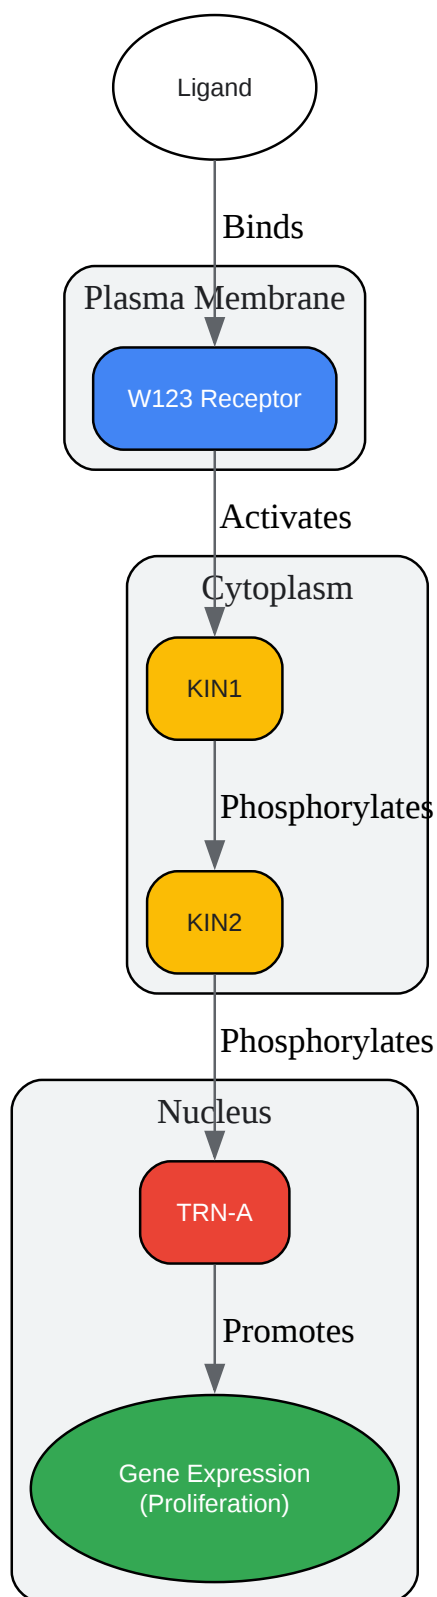 Ligand
Binds
Plasma Membrane
W123 Receptor
Activates
Cytoplasm
KIN1
Phosphorylates
KIN2
Phosphorylates
Nucleus
TRN-A
Promotes
Gene Expression
(Proliferation)